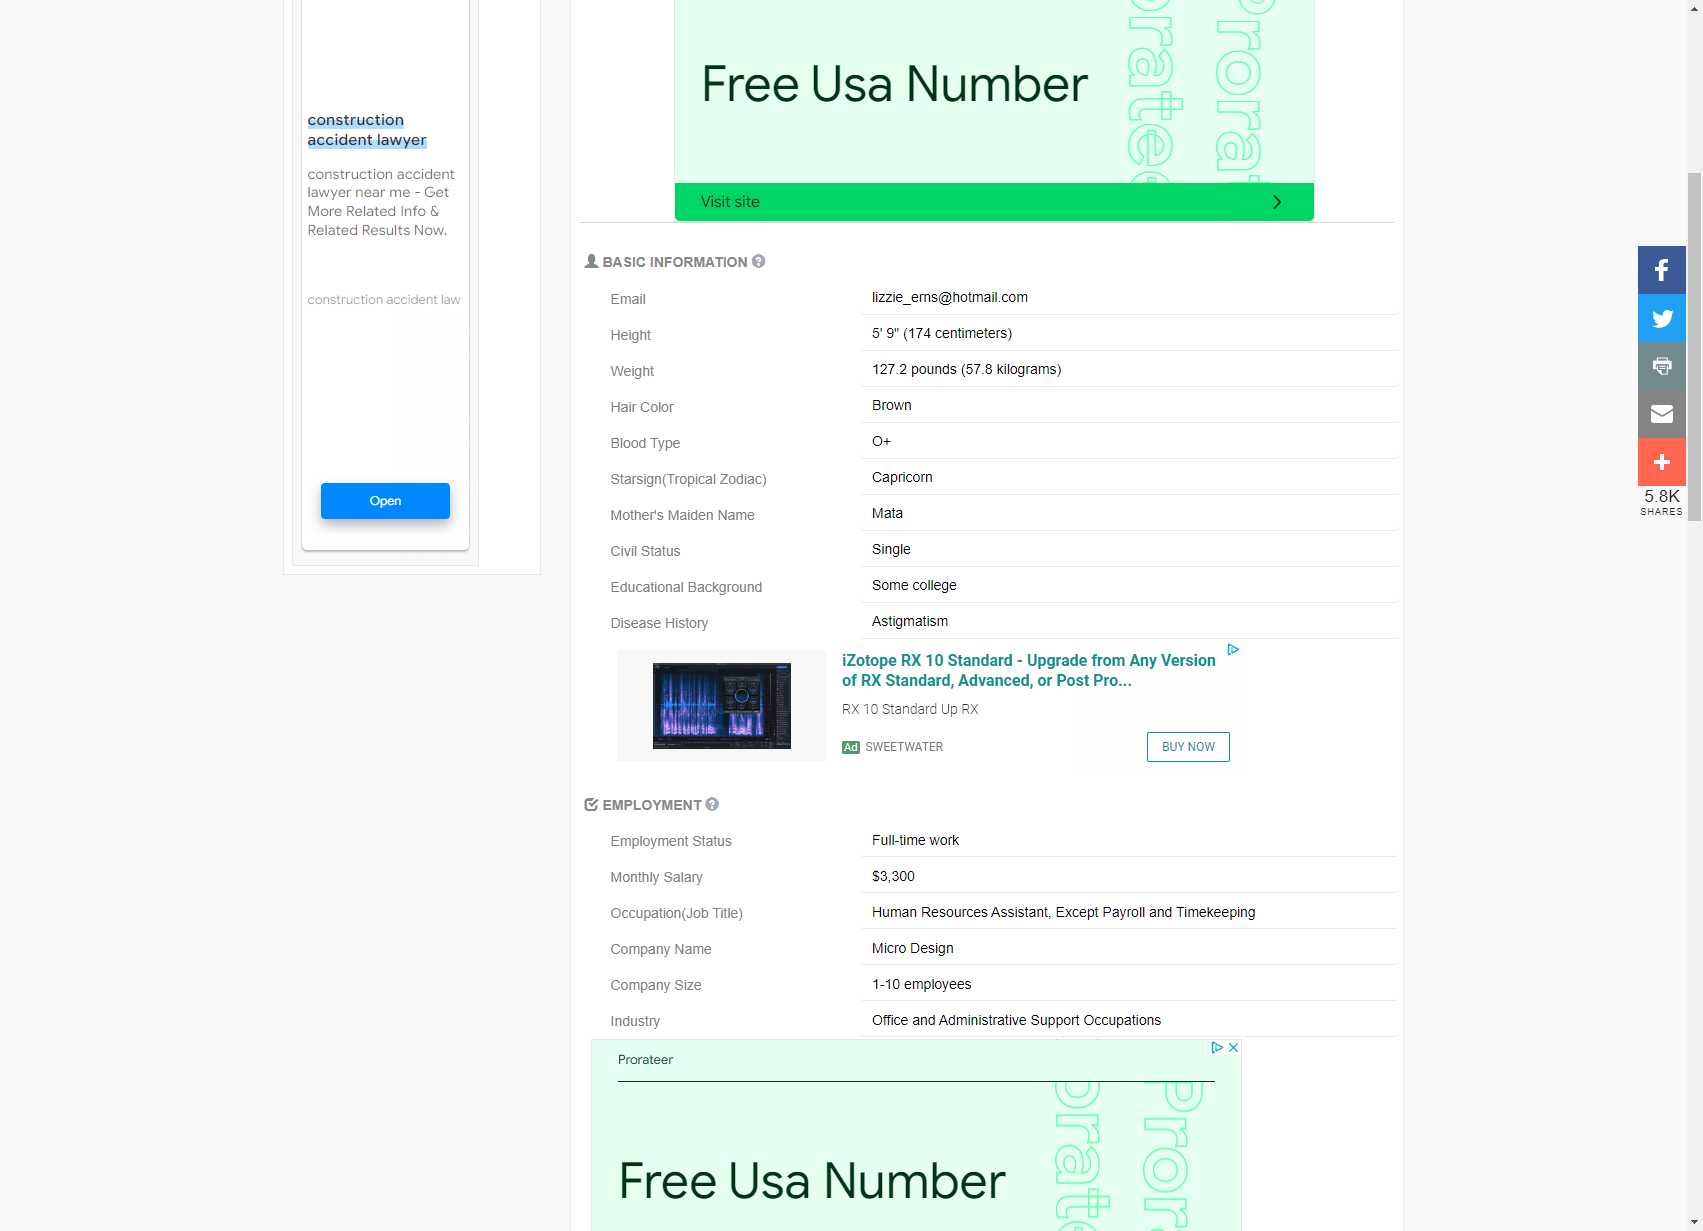 construction
accident lawyer
construction accident
lawyer near me - Get
More Related Info &
Related Results Now.
construction accident law
Open
Free Usa Number
Prorat
orate
Visit site
BASIC INFORMATION
Email lizzie_erns@hotmail.com
Height 5' 9" (174 centimeters)
Weight 127.2 pounds (57.8 kilograms)
Hair Color Brown
Blood Type O+
Starsign(Tropical Zodiac) Capricorn
Mother's Maiden Name Mata
Civil Status Single
Educational Background Some college
Disease History Astigmatism
iZotope RX 10 Standard - Upgrade from Any Version
of RX Standard, Advanced, or Post Pro...
RX 10 Standard Up RX
Ad SWEETWATER
BUY NOW
EMPLOYMENT
Employment Status Full-time work
Monthly Salary $3,300
Occupation(Job Title) Human Resources Assistant, Except Payroll and Timekeeping
Company Name Micro Design
Company Size 1-10 employees
Industry Office and Administrative Support Occupations
Prorateer
Free Usa Number
Pror
orate
5.8K
SHARES